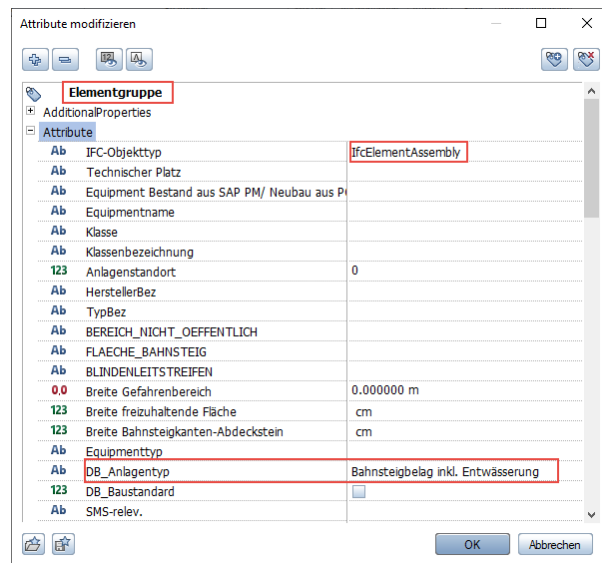 Attribute modifizieren
Elementgruppe
AdditionalProperties
Attribute
Ab IFC-Objekttyp IfcElementAssembly
Ab Technischer Platz
Ab Equipment Bestand aus SAP PM/ Neubau aus P
Ab Equipmentname
Ab Klasse
Ab Klassenbezeichnung
123 Anlagenstandort 0
Ab HerstellerBez
Ab TypBez
Ab BEREICH_NICHT_OEFFENTLICH
Ab FLAECHE_BAHNSTEIG
Ab BLINDENLEITSTREIFEN
0,0 Breite Gefahrenbereich 0.000000 m
123 Breite freizuhaltende Fläche cm
123 Breite Bahnsteigkanten-Abdeckstein cm
Ab Equipmenttyp
Ab DB_Anlagentyp Bahnsteigbelag inkl. Entwässerung
123 DB_Baustandard
Ab SMS-relev.
OK Abbrechen